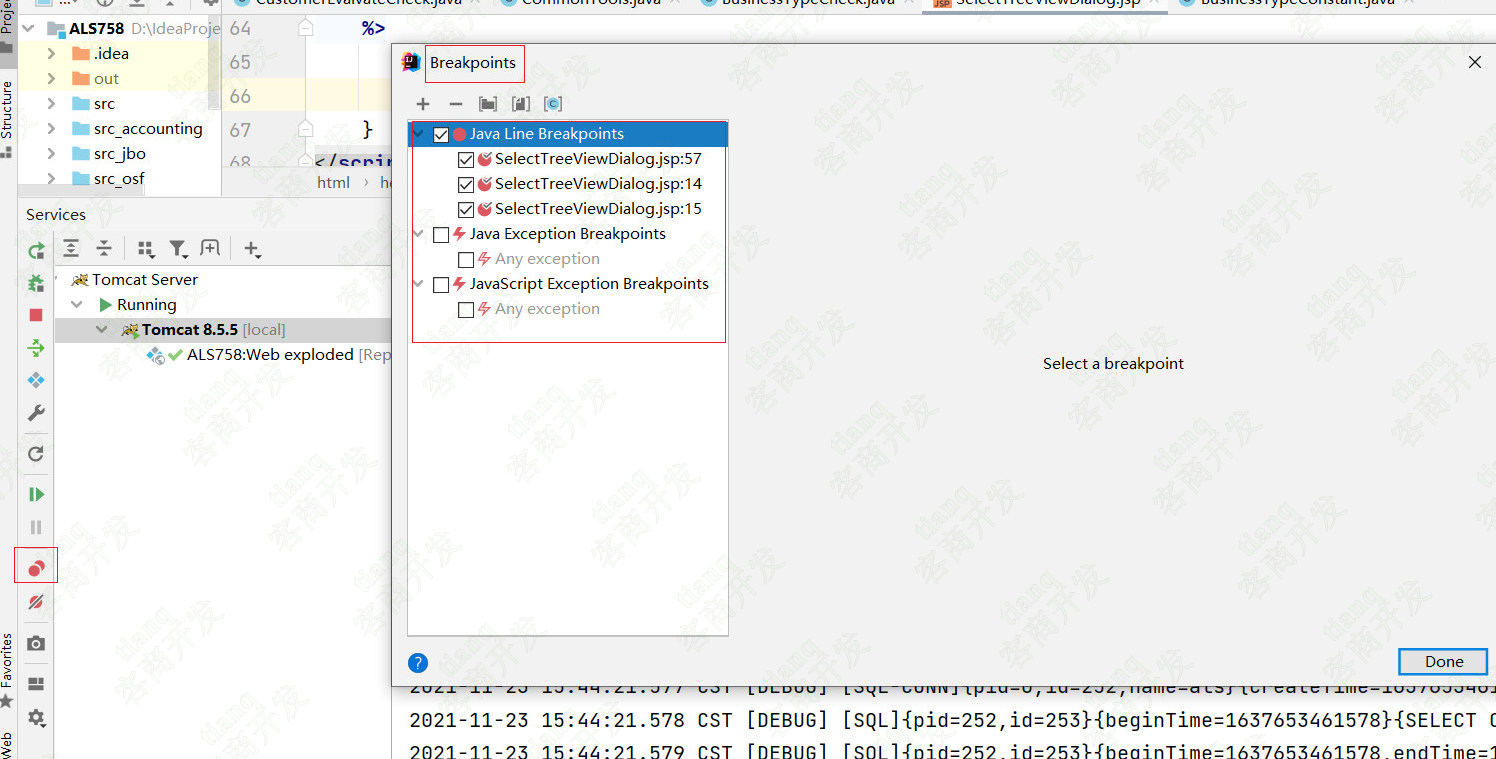 CustomerEvaluateCheck.java
CommonTools.java
BusinessTypeCheck.java
SelectTreeViewDialog.jsp
BusinessTypeConstant.java
Project
ALS758 D:\IdeaProje
.idea
out
src
src_accounting
src_jbo
src_osf
Structure
64 %>
65
66
67 }
68 </scrip
html
Breakpoints
Java Line Breakpoints
SelectTreeViewDialog.jsp:57
SelectTreeViewDialog.jsp:14
SelectTreeViewDialog.jsp:15
Java Exception Breakpoints
Any exception
JavaScript Exception Breakpoints
Any exception
Select a breakpoint
Done
Services
Tomcat Server
Running
Tomcat 8.5.5 [local]
ALS758:Web exploded [Rep
Favorites
Web
2021-11-23 15:44:21.577 CST [DEBUG] [SQL-CONN]{pid=0,id=252,name=als}{createTime=1637653461
2021-11-23 15:44:21.578 CST [DEBUG] [SQL]{pid=252,id=253}{beginTime=1637653461578}{SELECT
2021-11-23 15:44:21.579 CST [DEBUG] [SQL]{pid=252,id=253}{beginTime=1637653461578,endTime=1
tianq
客商开发